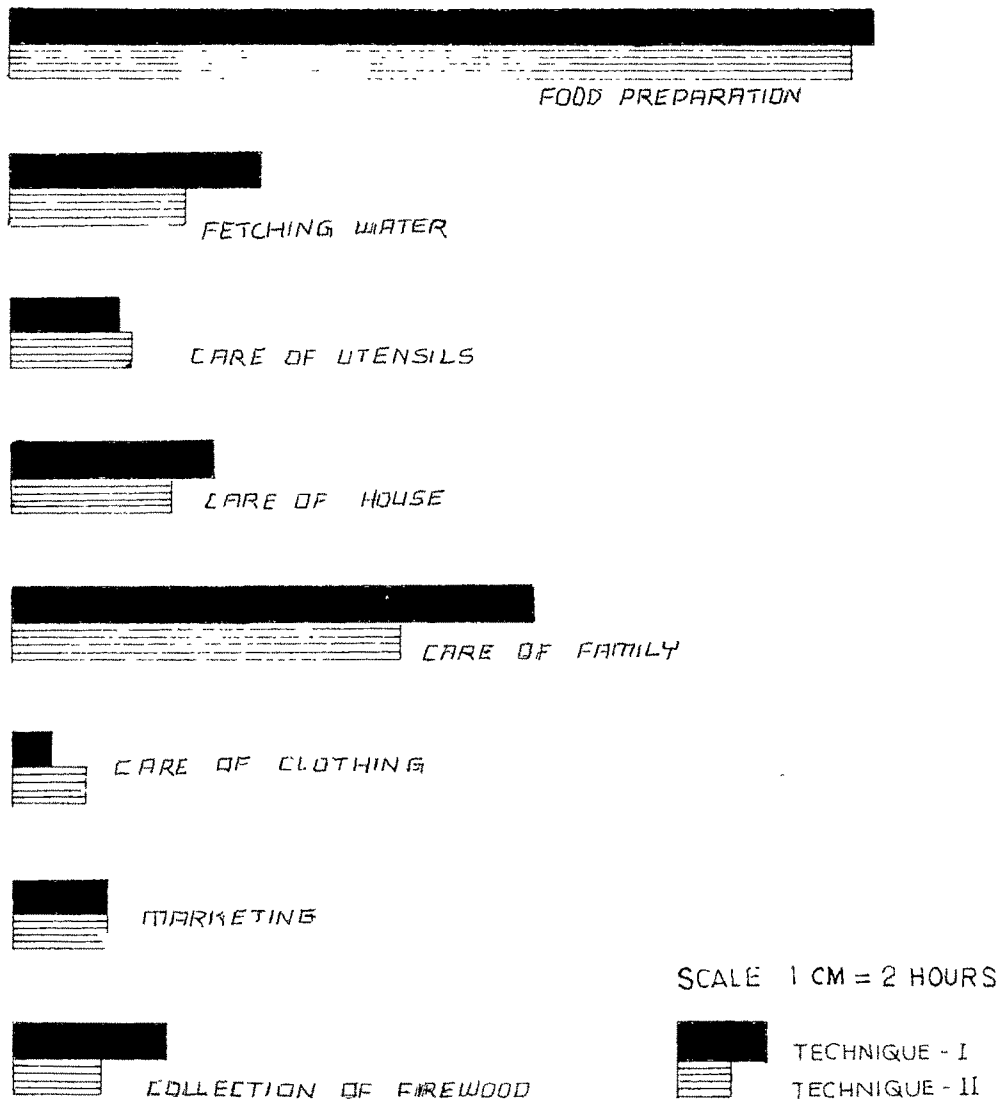 FOOD PREPARATION
FETCHING WATER
CARE OF UTENSILS
CARE OF HOUSE
CARE OF FAMILY
CARE OF CLOTHING
MARKETING
SCALE 1 CM = 2 HOURS
TECHNIQUE - I
COLLECTION OF FIREWOOD
TECHNIQUE - II